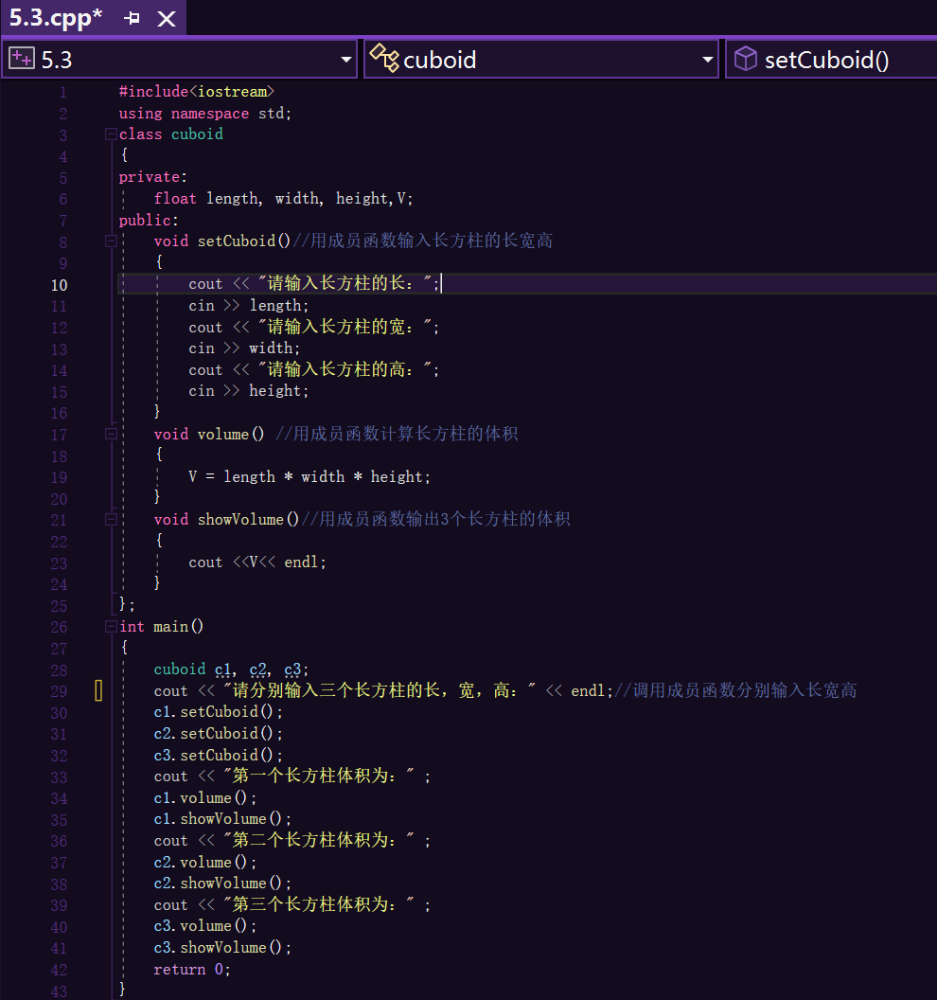 5.3.cpp*
5.3 cuboid setCuboid()
1 #include<iostream>
2 using namespace std;
3 class cuboid
4 {
5 private:
6 float length, width, height,V;
7 public:
8 void setCuboid()//用成员函数输入长方柱的长宽高
9 {
10 cout << "请输入长方柱的长：";
11 cin >> length;
12 cout << "请输入长方柱的宽：";
13 cin >> width;
14 cout << "请输入长方柱的高：";
15 cin >> height;
16 }
17 void volume() //用成员函数计算长方柱的体积
18 {
19 V = length * width * height;
20 }
21 void showVolume()//用成员函数输出3个长方柱的体积
22 {
23 cout <<V<< endl;
24 }
25 };
26 int main()
27 {
28 cuboid c1, c2, c3;
29 cout << "请分别输入三个长方柱的长，宽，高：" << endl;//调用成员函数分别输入长宽高
30 c1.setCuboid();
31 c2.setCuboid();
32 c3.setCuboid();
33 cout << "第一个长方柱体积为：" ;
34 c1.volume();
35 c1.showVolume();
36 cout << "第二个长方柱体积为：" ;
37 c2.volume();
38 c2.showVolume();
39 cout << "第三个长方柱体积为：" ;
40 c3.volume();
41 c3.showVolume();
42 return 0;
43 }